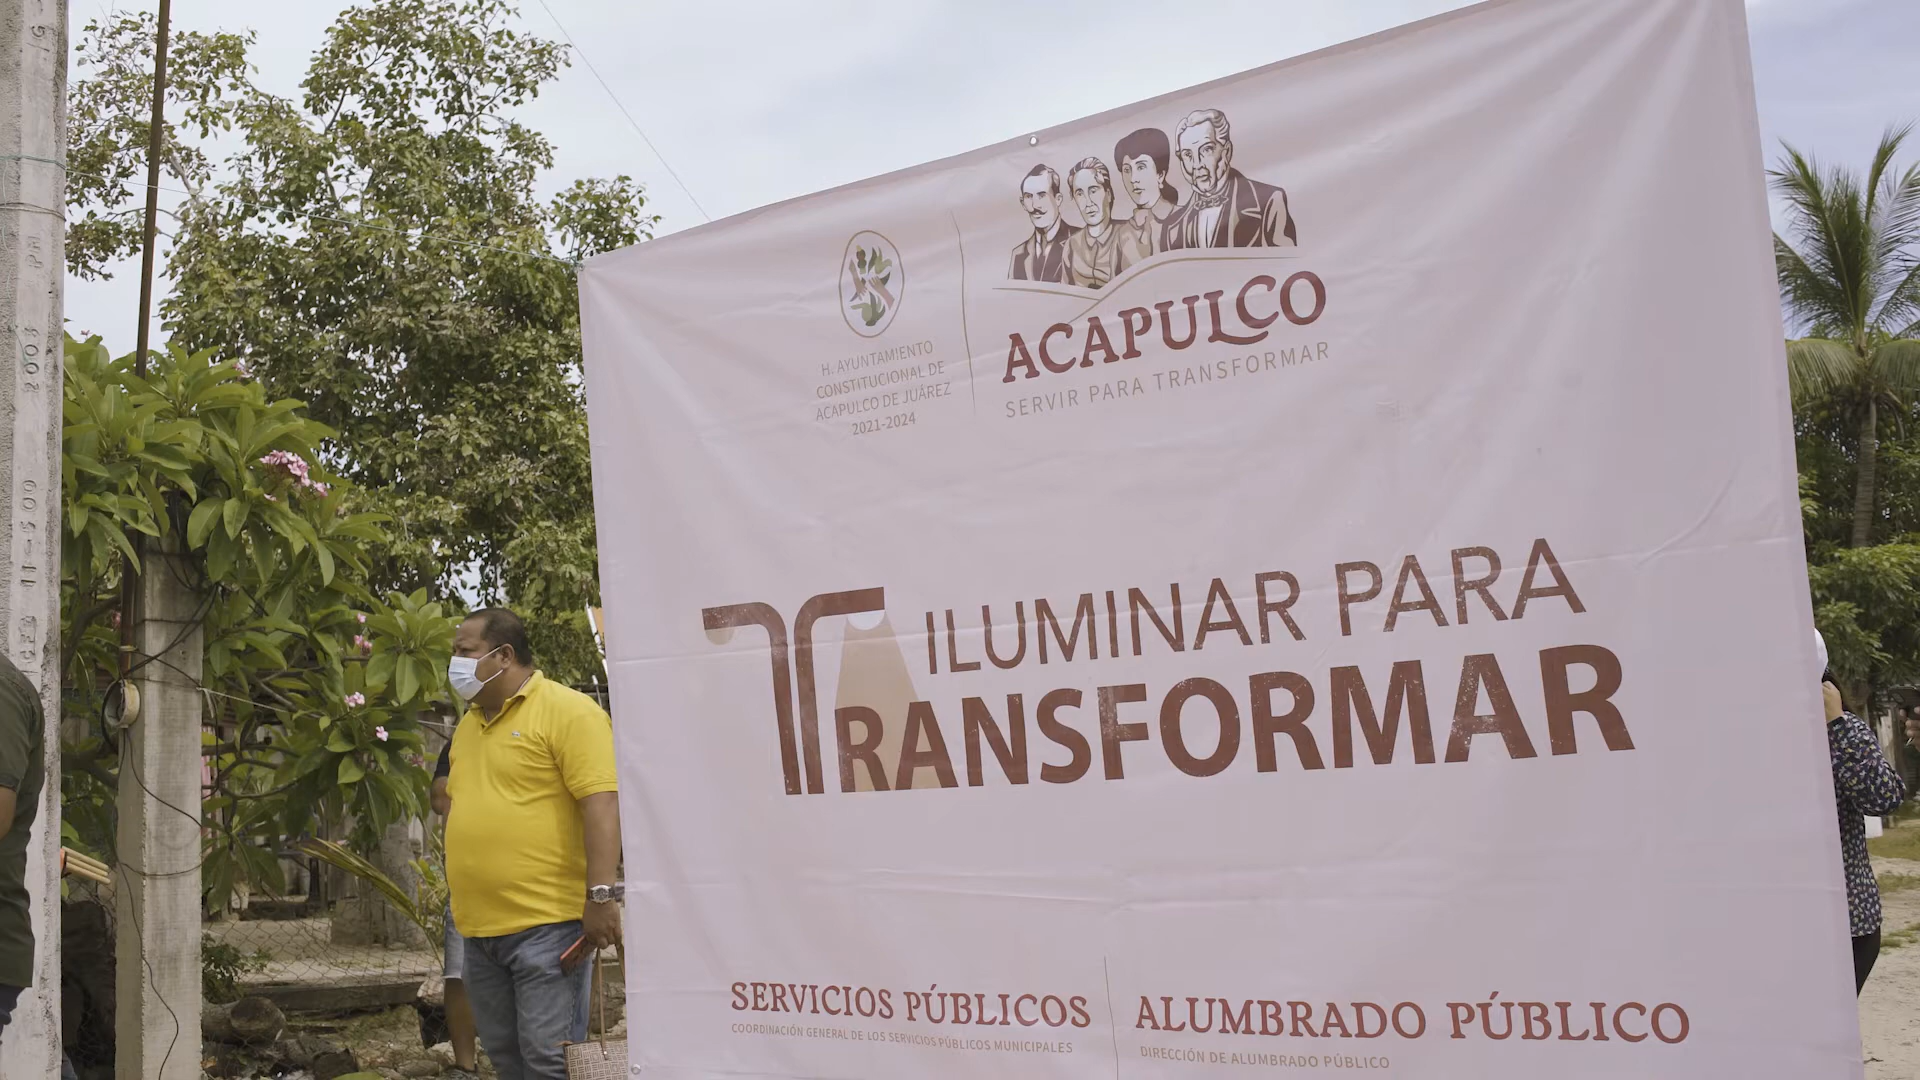 H. AYUNTAMIENTO
CONSTITUCIONAL DE
ACAPULCO DE JUÁREZ
2021-2024
ACAPULCO
SERVIR PARA TRANSFORMAR
ILUMINAR PARA
TRANSFORMAR
SERVICIOS PÚBLICOS
COORDINACIÓN GENERAL DE LOS SERVICIOS PÚBLICOS MUNICIPALES
ALUMBRADO PÚBLICO
DIRECCIÓN DE ALUMBRADO PÚBLICO